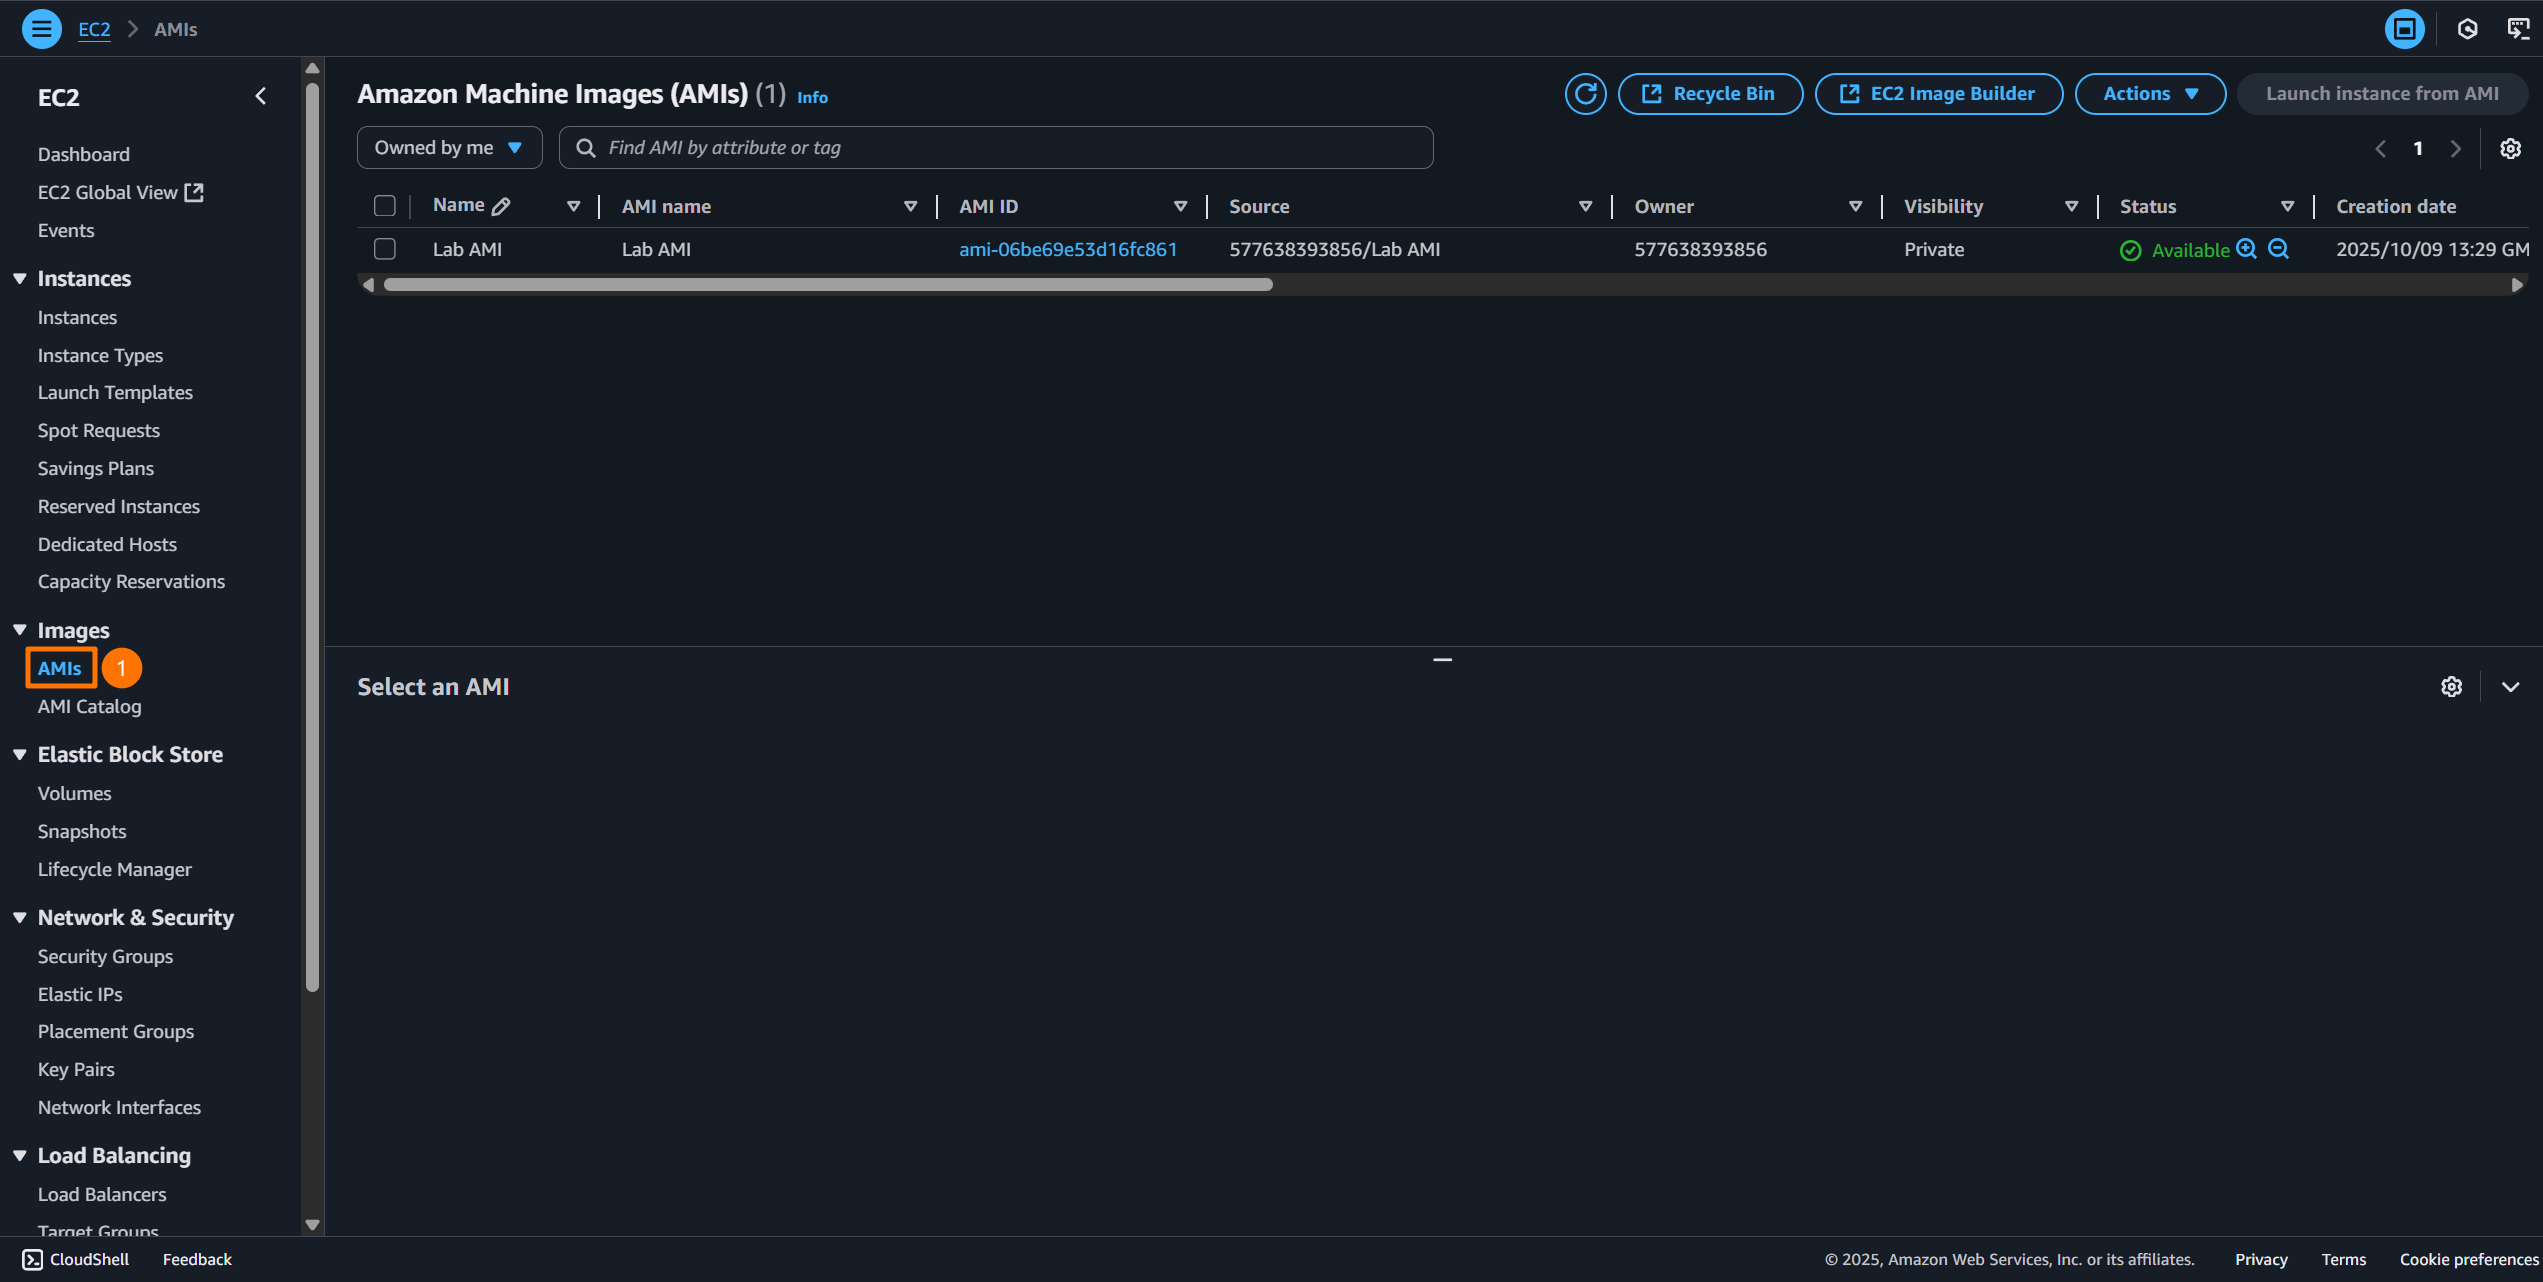 EC2 > AMIs
EC2
Dashboard
EC2 Global View
Events
Instances
Instances
Instance Types
Launch Templates
Spot Requests
Savings Plans
Reserved Instances
Dedicated Hosts
Capacity Reservations
Images
AMIs 1
AMI Catalog
Elastic Block Store
Volumes
Snapshots
Lifecycle Manager
Network & Security
Security Groups
Elastic IPs
Placement Groups
Key Pairs
Network Interfaces
Load Balancing
Load Balancers
Target Groups
Amazon Machine Images (AMIs) (1) Info
Recycle Bin
EC2 Image Builder
Actions
Launch instance from AMI
Owned by me
Find AMI by attribute or tag
1
Name AMI name AMI ID Source Owner Visibility Status Creation date
Lab AMI Lab AMI ami-06be69e53d16fc861 577638393856/Lab AMI 577638393856 Private Available 2025/10/09 13:29 GM
Select an AMI
CloudShell Feedback © 2025, Amazon Web Services, Inc. or its affiliates. Privacy Terms Cookie preferences